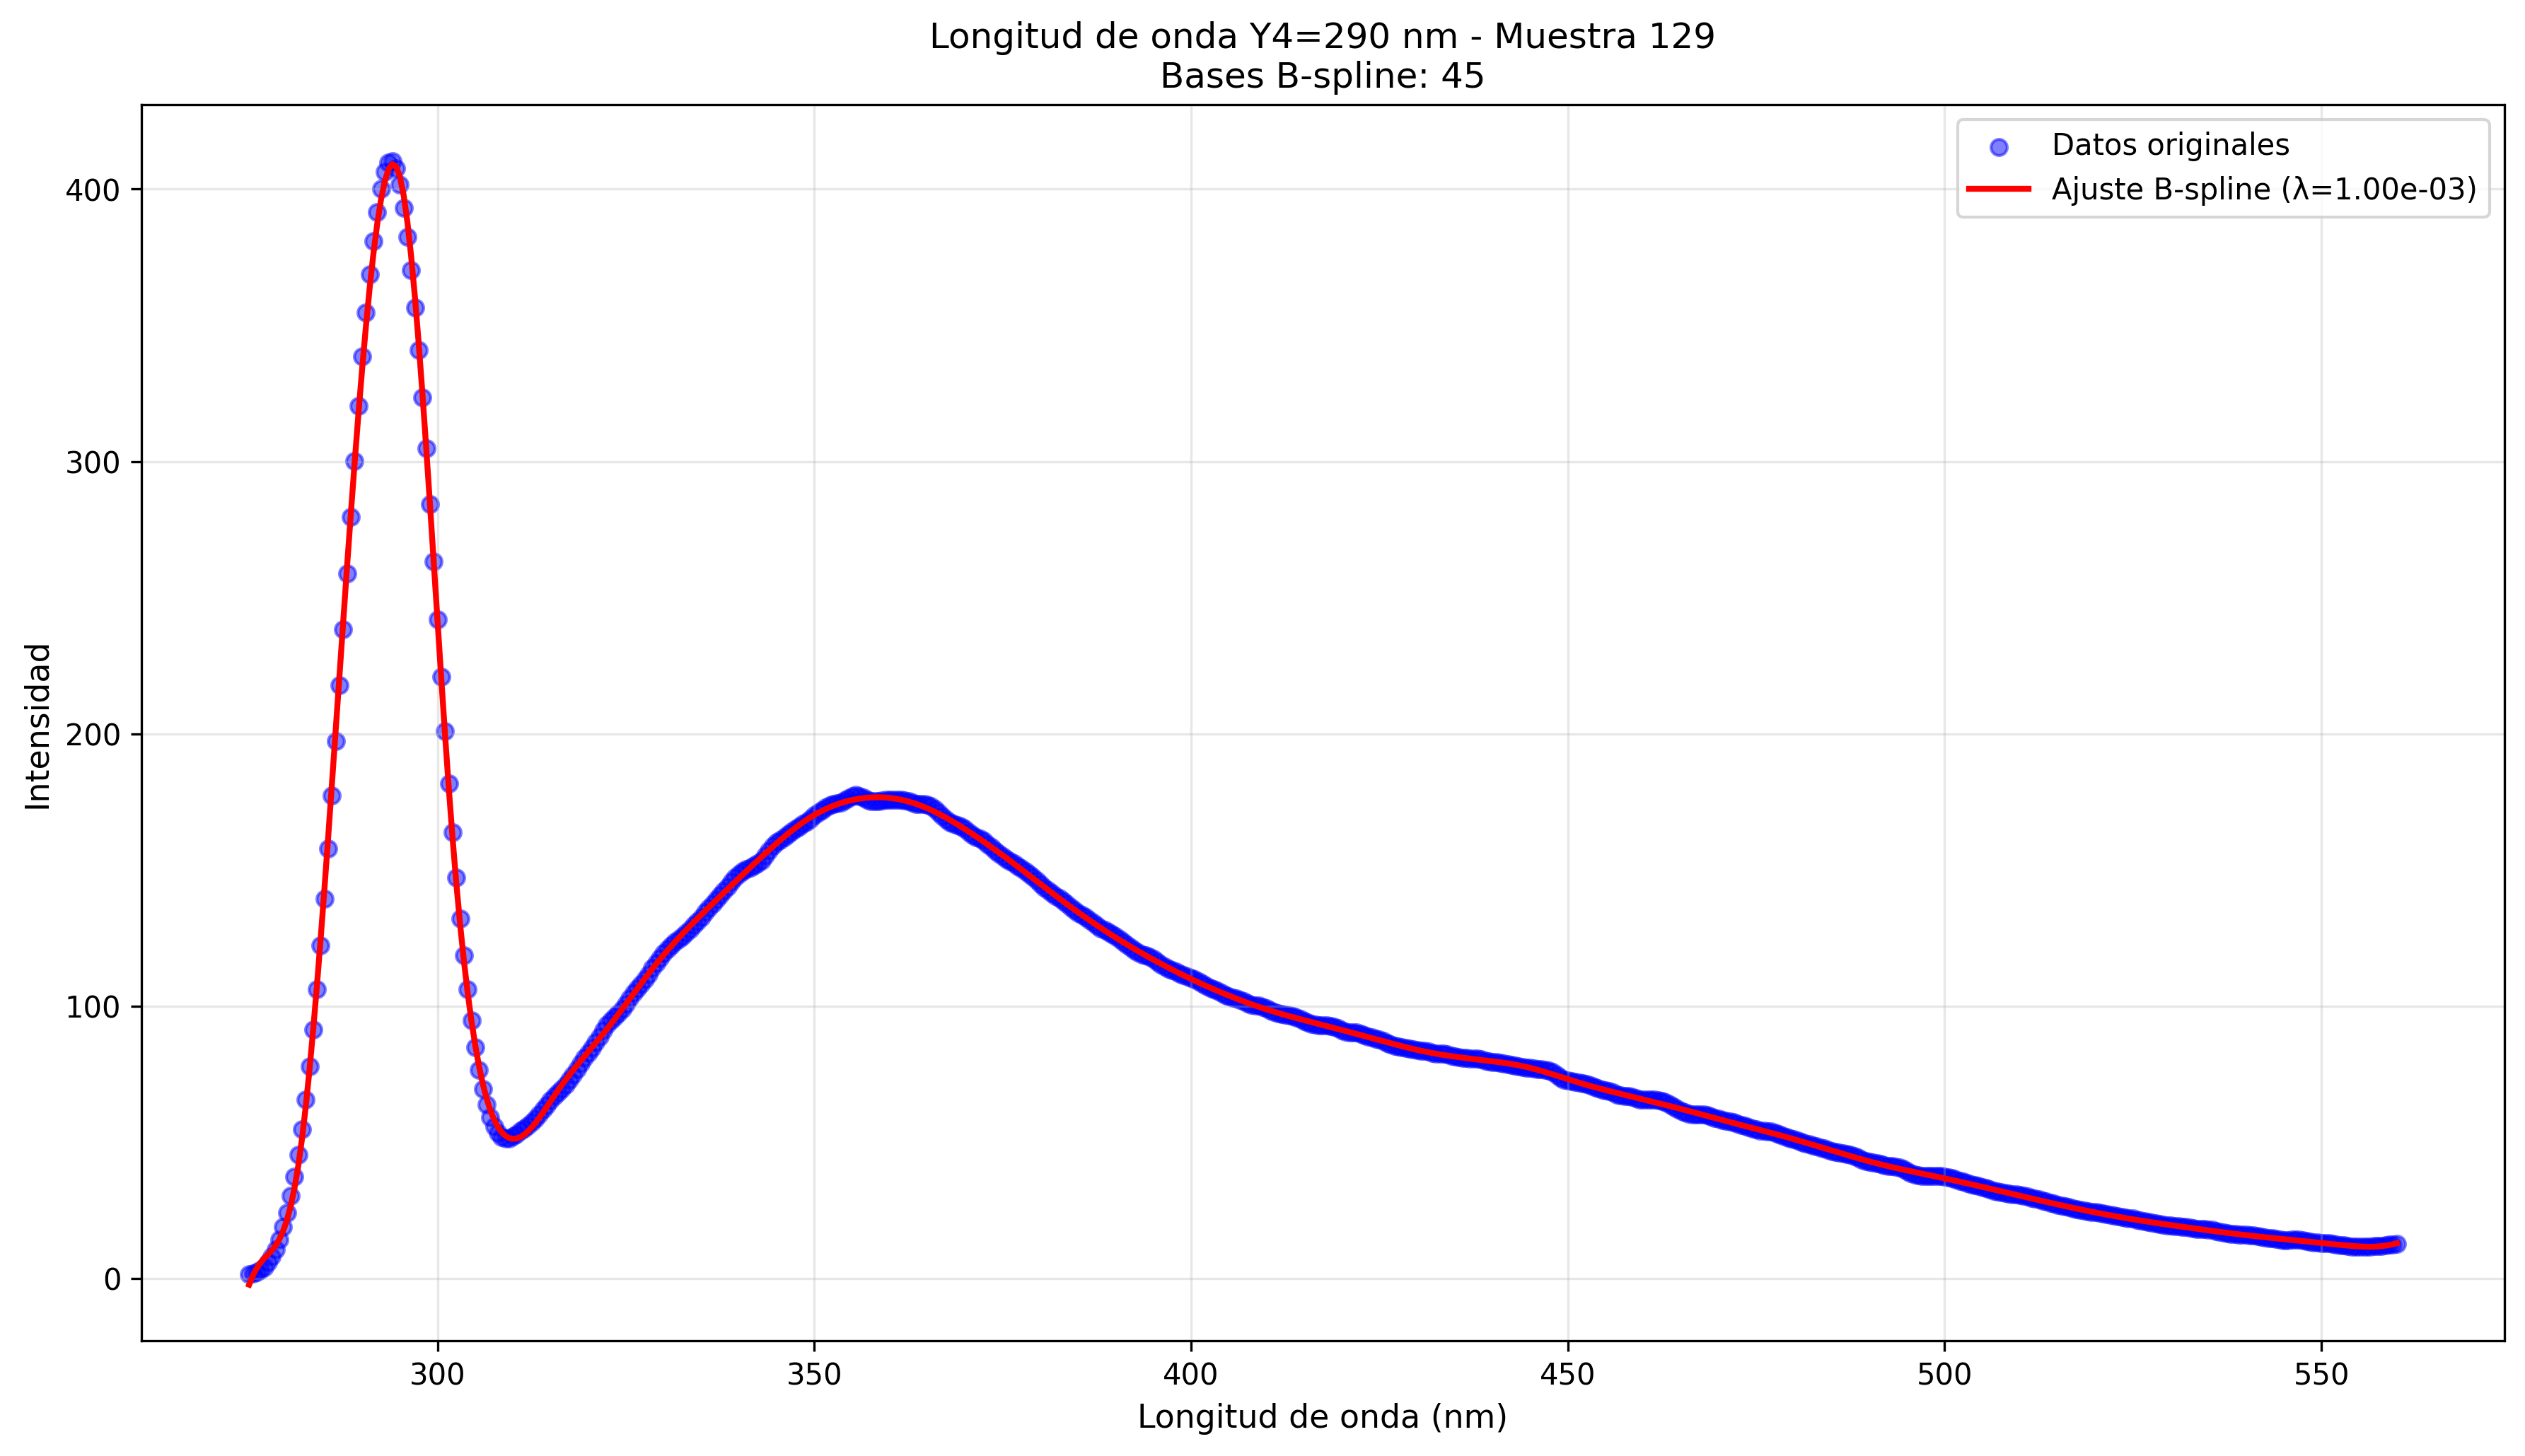 Longitud de onda Y4=290 nm - Muestra 129
Bases B-spline: 45
Datos originales
Ajuste B-spline (λ=1.00e-03)
Intensidad
400
300
200
100
0
300 350 400 450 500 550
Longitud de onda (nm)